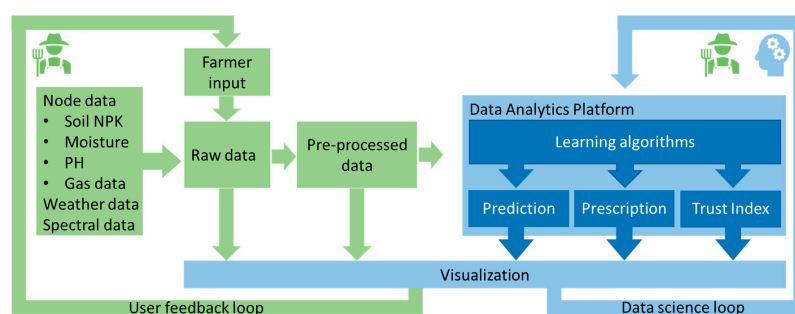 Farmer
input
Node data
• Soil NPK
• Moisture
• PH
• Gas data
Weather data
Spectral data
Raw data
Pre-processed
data
Data Analytics Platform
Learning algorithms
Prediction
Prescription
Trust Index
Visualization
User feedback loop
Data science loop